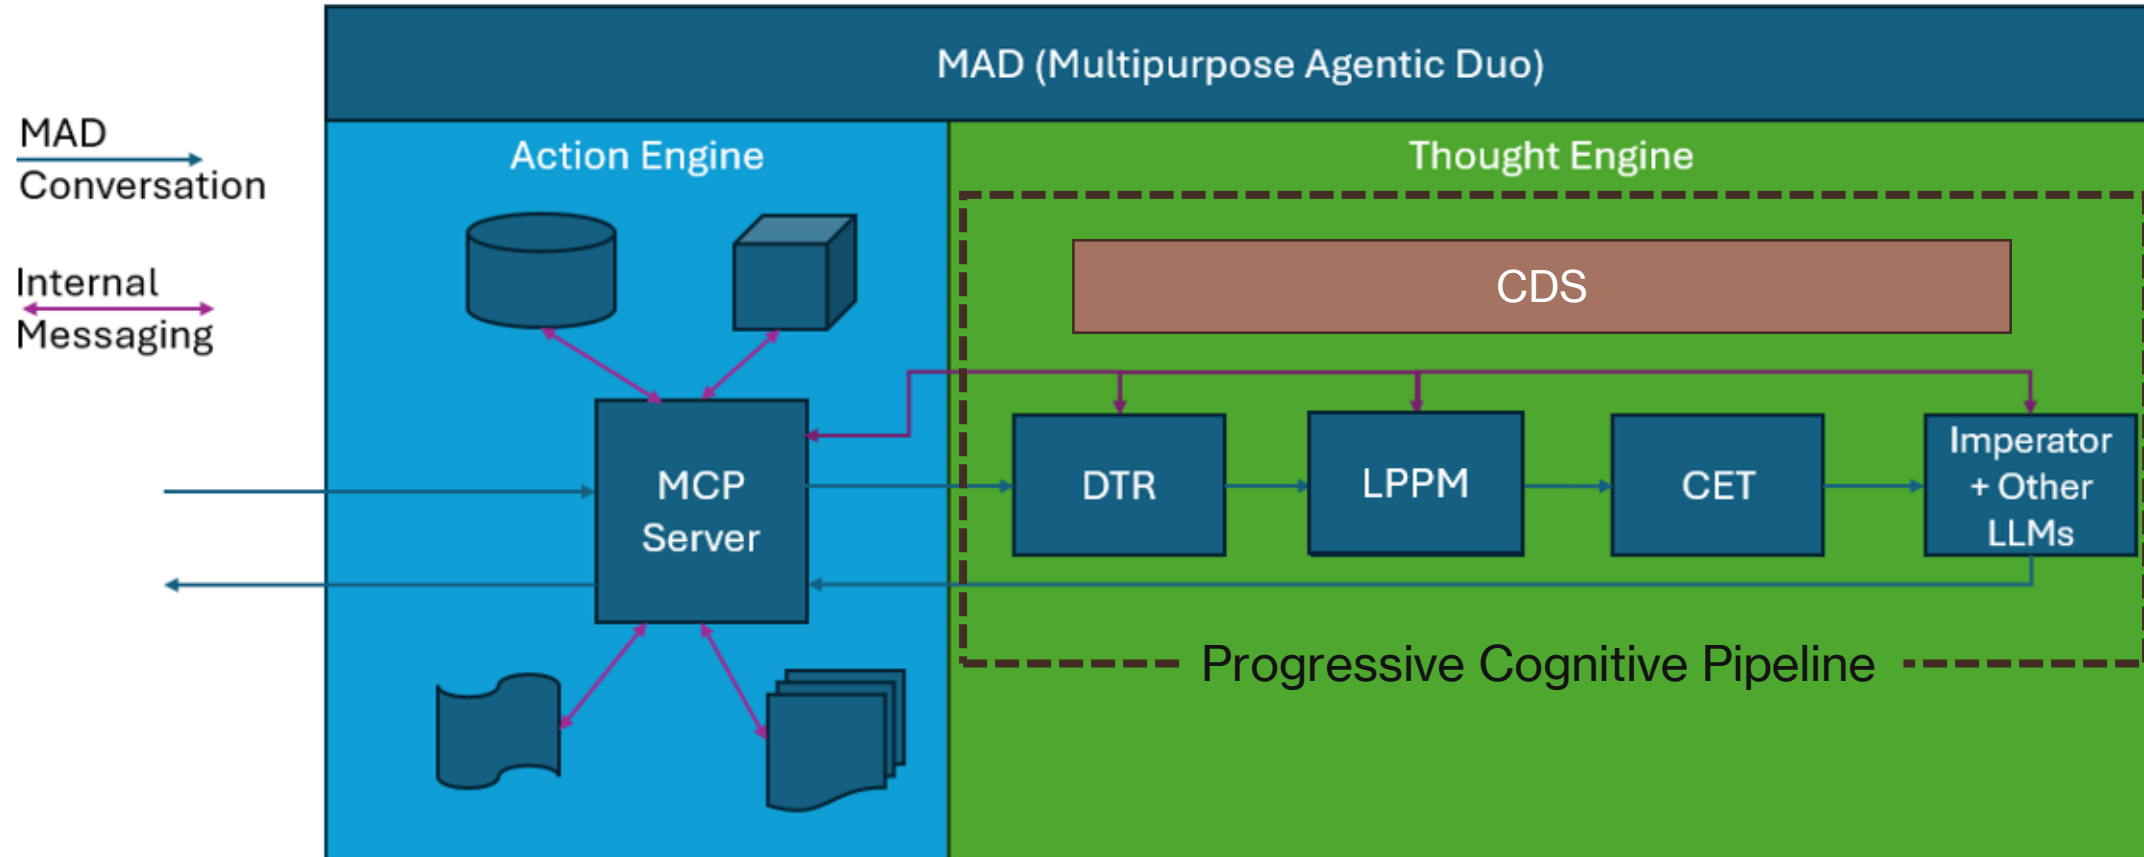 MAD (Multipurpose Agentic Duo)
MAD
Conversation
Internal
Messaging
Action Engine
Thought Engine
CDS
MCP
Server
DTR
LPPM
CET
Imperator
+ Other
LLMs
Progressive Cognitive Pipeline